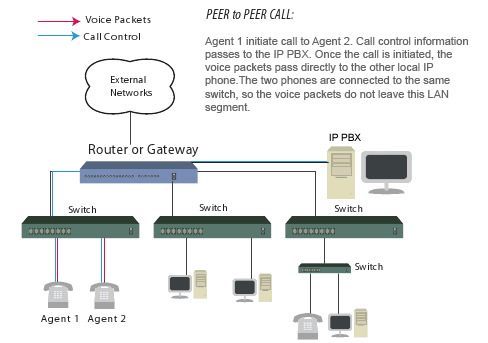 Voice Packets
Call Control
PEER to PEER CALL:
Agent 1 initiate call to Agent 2. Call control information
passes to the IP PBX. Once the call is initiated, the
voice packets pass directly to the other local IP
phone.The two phones are connected to the same
switch, so the voice packets do not leave this LAN
segment.
External
Networks
Router or Gateway
IP PBX
Switch
Switch
Switch
Switch
Agent 1
Agent 2